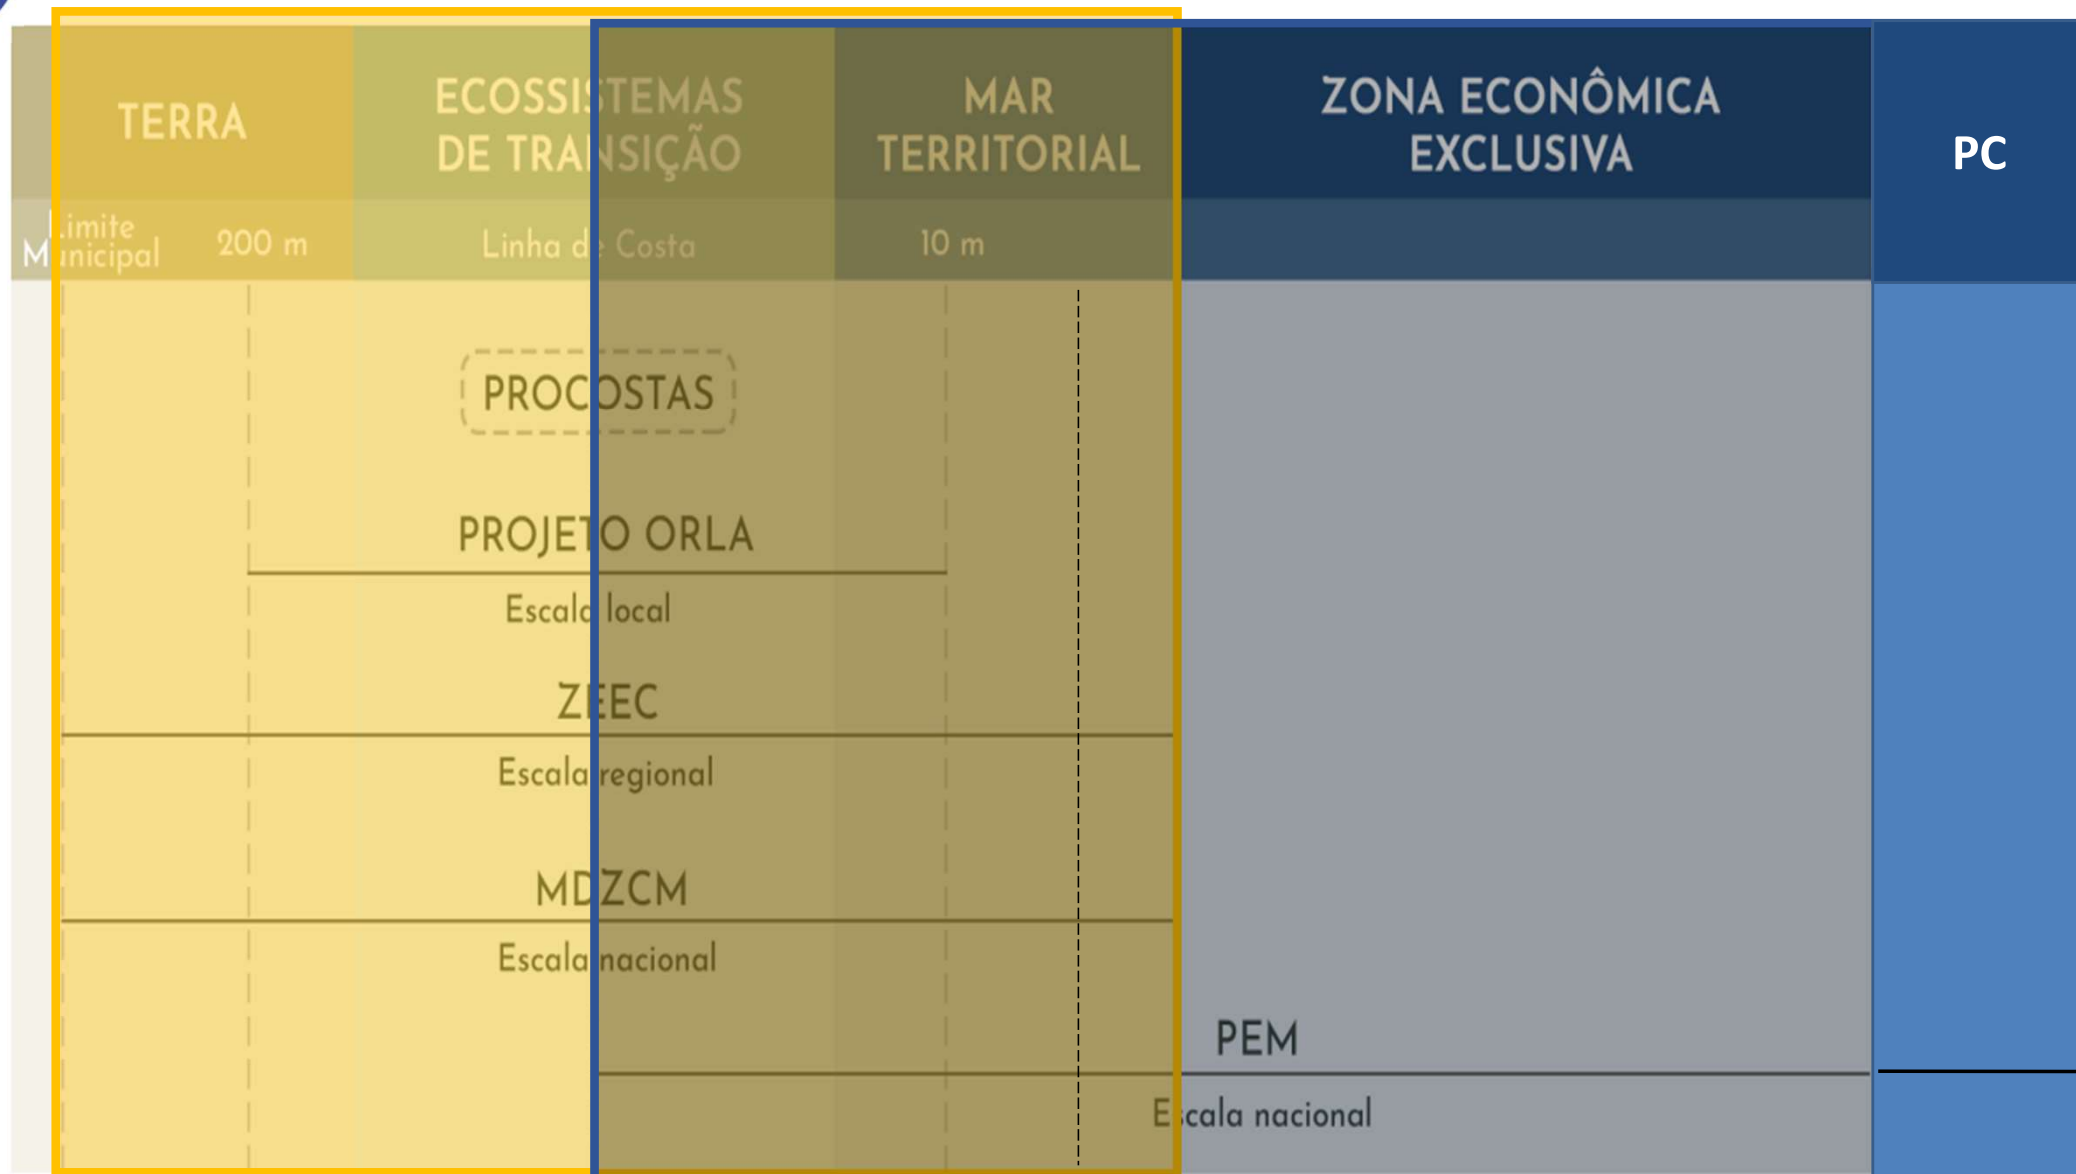 TERRA
ECOSSISTEMAS
DE TRANSIÇÃO
MAR
TERRITORIAL
ZONA ECONÔMICA
EXCLUSIVA
PC
Limite
Municipal
200 m
Linha de Costa
10 m
PROCOSTAS
PROJETO ORLA
Escala local
ZEEC
Escala regional
MDZCM
Escala nacional
PEM
Escala nacional